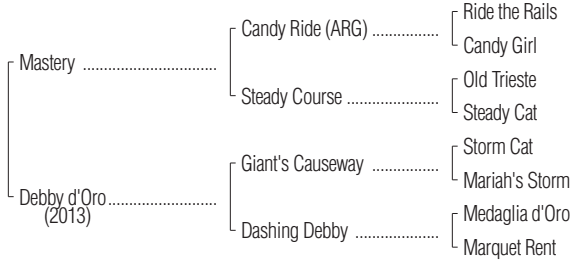 Ride the Rails
Candy Ride (ARG) ................
Candy Girl
Mastery ................................
Old Trieste
Steady Course ......................
Steady Cat
Storm Cat
Giant's Causeway ................
Mariah's Storm
Debby d'Oro ..........................
(2013)
Medaglia d'Oro
Dashing Debby ....................
Marquet Rent